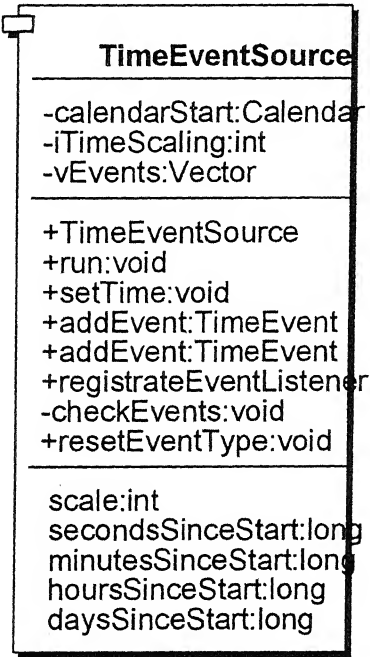 TimeEventSource
-calendarStart:Calendar
-iTimeScaling:int
-vEvents:Vector
+TimeEventSource
+run:void
+setTime:void
+addEvent:TimeEvent
+addEvent:TimeEvent
+registrateEventListener
-checkEvents:void
+resetEventType:void
scale:int
secondsSinceStart:long
minutesSinceStart:long
hoursSinceStart:long
daysSinceStart:long